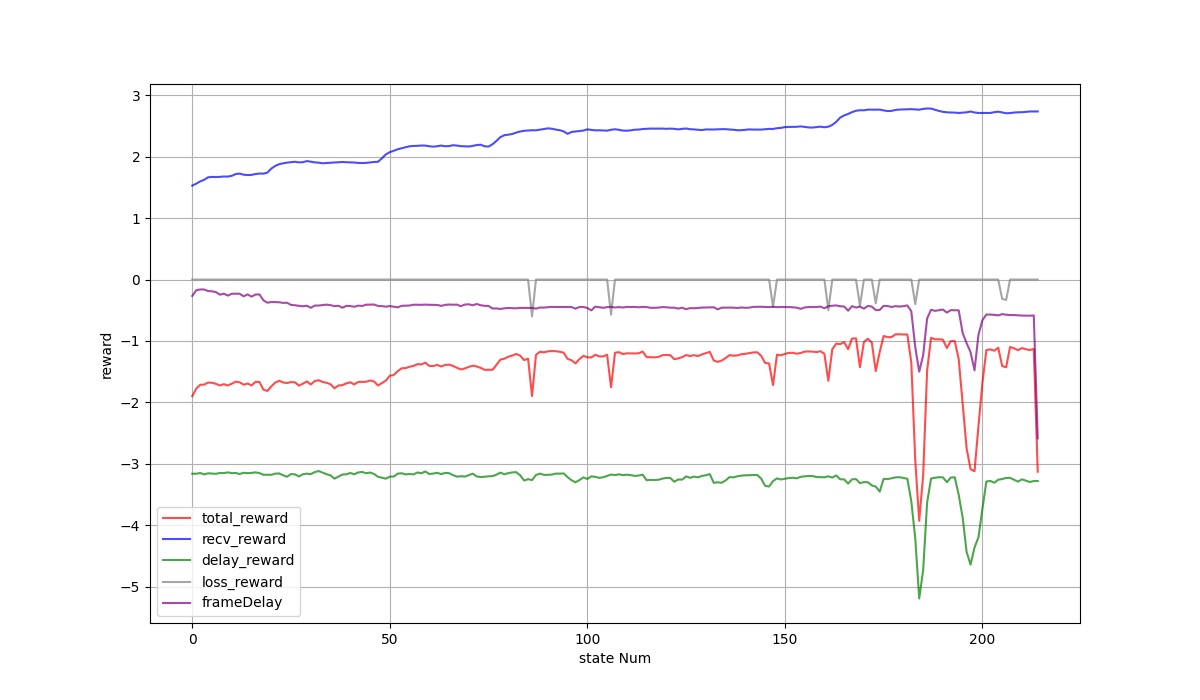 3
2
1
0
−1
−2
−3
−4
−5
reward
total_reward
recv_reward
delay_reward
loss_reward
frameDelay
0 50 100 150 200
state Num